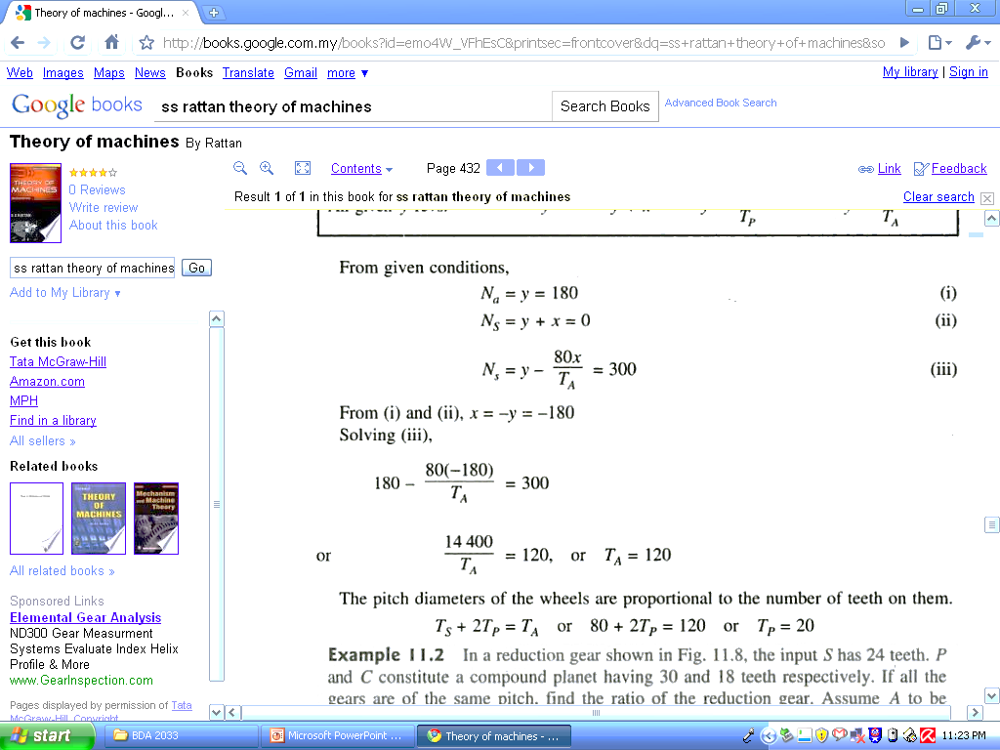 Theory of machines - Googl...
http://books.google.com.my/books?id=emo4W_VFhEsC&printsec=frontcover&dq=ss+rattan+theory+of+machines&so
Web Images Maps News Books Translate Gmail more ▼
My library | Sign in
Google books
ss rattan theory of machines
Search Books
Advanced Book Search
Theory of machines By Rattan
Contents
Page 432
Link
Feedback
Result 1 of 1 in this book for ss rattan theory of machines
Clear search
THEORY OF MACHINES
0 Reviews
Write review
About this book
ss rattan theory of machines
Go
Add to My Library ▼
Get this book
Tata McGraw-Hill
Amazon.com
MPH
Find in a library
All sellers »
Related books
THEORY OF MACHINES
Mechanism and Machine Theory
All related books »
Sponsored Links
Elemental Gear Analysis
ND300 Gear Measurment
Systems Evaluate Index Helix
Profile & More
www.GearInspection.com
Pages displayed by permission of Tata
McGraw-Hill. Copyright
T_P T_A
From given conditions,
N_a = y = 180 (i)
N_S = y + x = 0 (ii)
N_s = y − 80x/T_A = 300 (iii)
From (i) and (ii), x = –y = –180
Solving (iii),
180 − 80(−180)/T_A = 300
or 14 400/T_A = 120, or T_A = 120
The pitch diameters of the wheels are proportional to the number of teeth on them.
T_S + 2T_P = T_A or 80 + 2T_P = 120 or T_P = 20
Example 11.2 In a reduction gear shown in Fig. 11.8, the input S has 24 teeth. P
and C constitute a compound planet having 30 and 18 teeth respectively. If all the
gears are of the same pitch, find the ratio of the reduction gear. Assume A to be
start
BDA 2033
Microsoft PowerPoint ...
Theory of machines - ...
11:23 PM